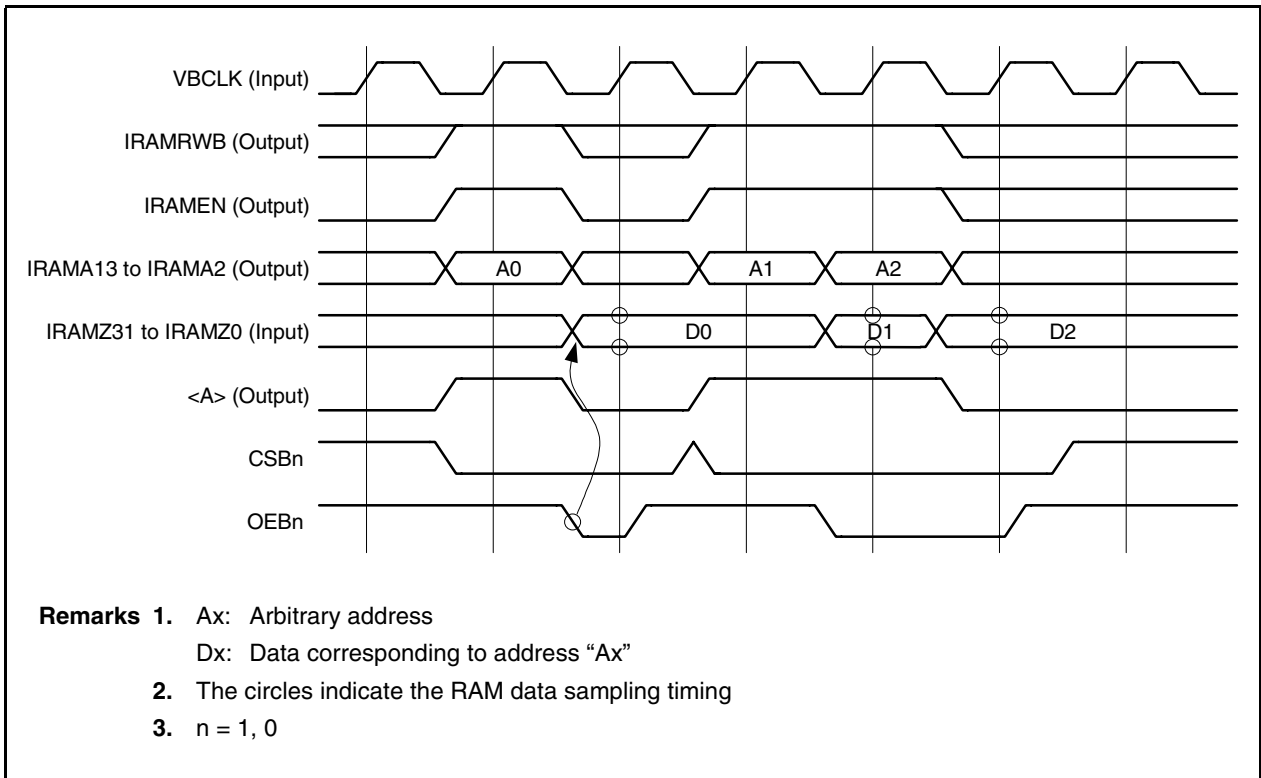 VBCLK (Input)
IRAMRWB (Output)
IRAMEN (Output)
IRAMA13 to IRAMA2 (Output)
A0
A1
A2
IRAMZ31 to IRAMZ0 (Input)
D0
D1
D2
<A> (Output)
CSBn
OEBn
Remarks 1. Ax: Arbitrary address
Dx: Data corresponding to address “Ax”
2. The circles indicate the RAM data sampling timing
3. n = 1, 0